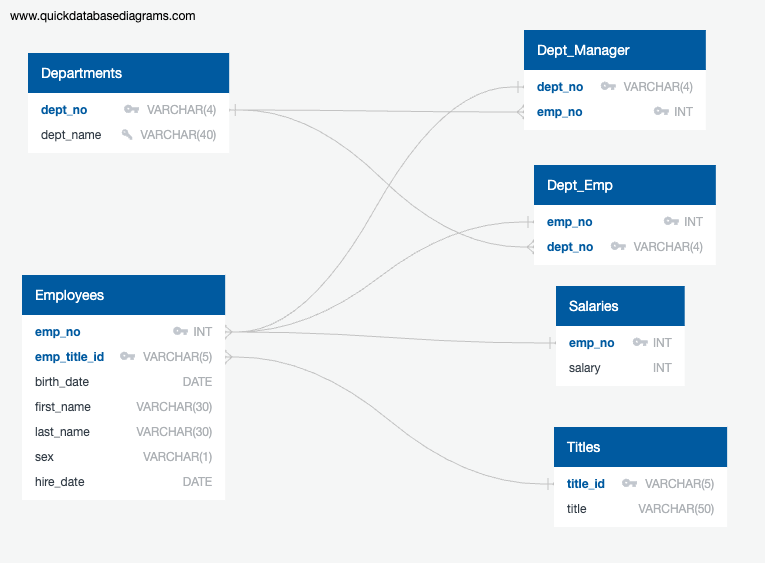 www.quickdatabasediagrams.com
Departments
dept_no VARCHAR(4)
dept_name VARCHAR(40)
Employees
emp_no INT
emp_title_id VARCHAR(5)
birth_date DATE
first_name VARCHAR(30)
last_name VARCHAR(30)
sex VARCHAR(1)
hire_date DATE
Dept_Manager
dept_no VARCHAR(4)
emp_no INT
Dept_Emp
emp_no INT
dept_no VARCHAR(4)
Salaries
emp_no INT
salary INT
Titles
title_id VARCHAR(5)
title VARCHAR(50)